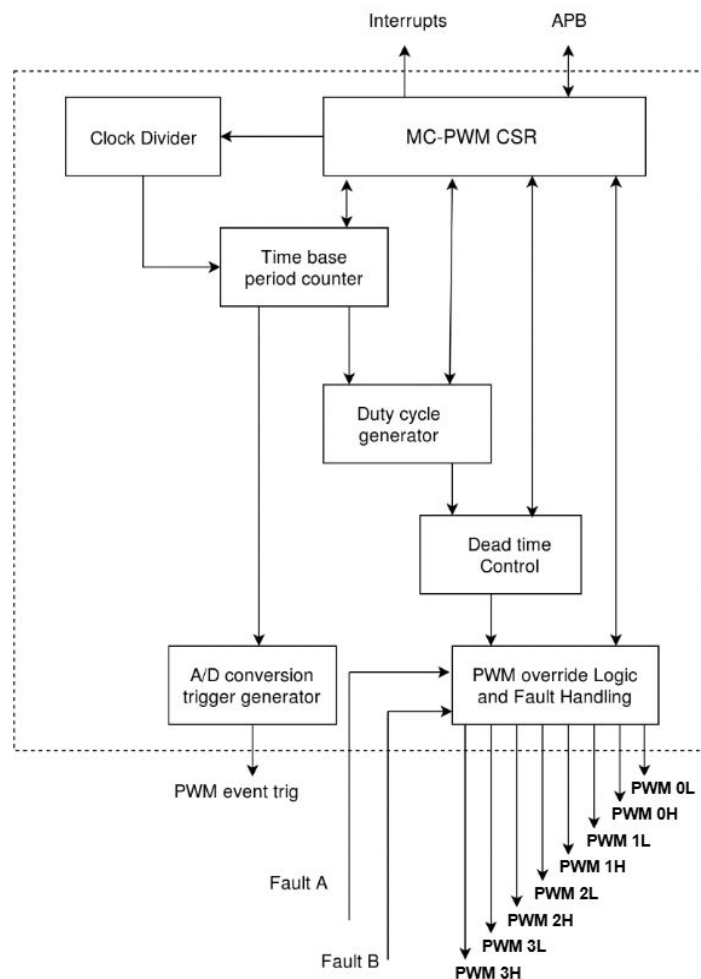 Interrupts
APB
Clock Divider
MC-PWM CSR
Time base
period counter
Duty cycle
generator
Dead time
Control
A/D conversion
trigger generator
PWM override Logic
and Fault Handling
PWM event trig
PWM 0L
PWM 0H
PWM 1L
PWM 1H
Fault A
PWM 2L
PWM 2H
PWM 3L
Fault B
PWM 3H